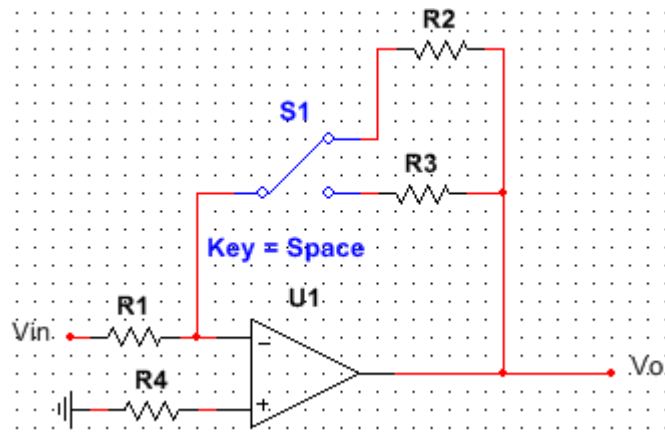 R2
S1
R3
Key = Space
U1
R1
Vin
−
Vo
R4
+